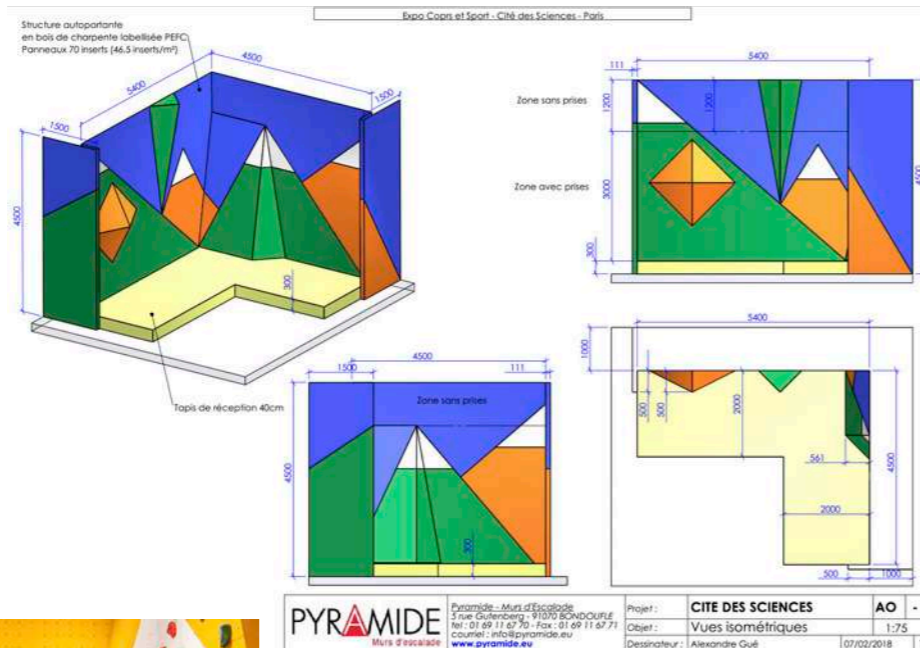 Expo Coprs et Sport - Cité des Sciences - Paris
Structure autoportante
en bois de charpente labellisée PEFC
Panneaux 70 inserts (46.5 inserts/m²)
4500
5400
1500
1500
4500
300
Tapis de réception 40cm
5400
111
Zone sans prises
1200
1200
Zone avec prises
3000
300
4500
4500
1500
111
Zone sans prises
4500
300
5400
1000
500
500
2000
561
4500
2000
500
1000
PYRAMIDE
Murs d'escalade
Pyramide - Murs d'Escalade
5 rue Gutenberg - 91070 BONDOUFLE
tel : 01 69 11 67 70 - Fax : 01 69 11 67 71
courriel : info@pyramide.eu
www.pyramide.eu
Projet : CITE DES SCIENCES AO -
Objet : Vues isométriques 1:75
Dessinateur : Alexandre Gué 07/02/2018